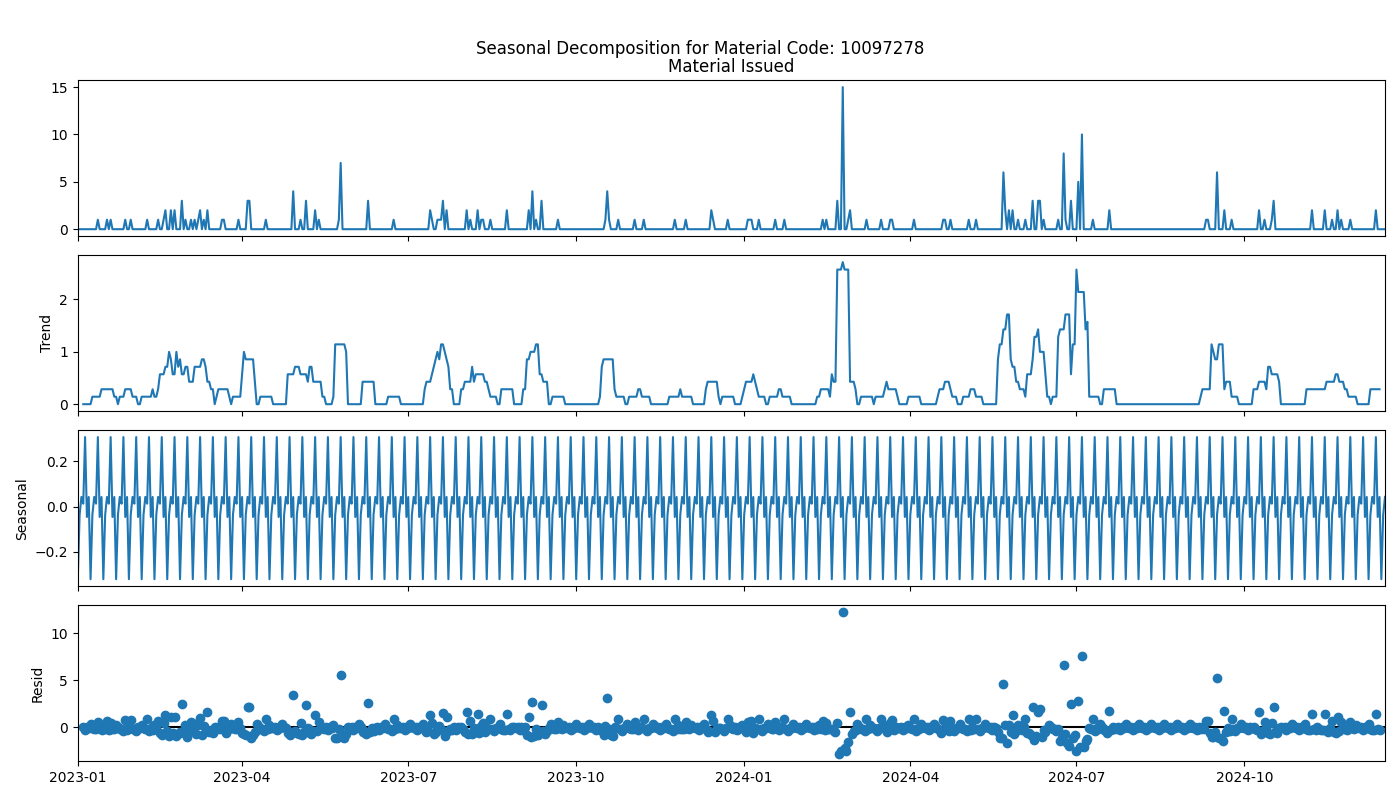 Seasonal Decomposition for Material Code: 10097278
Material Issued
15
10
5
0
Trend
2
1
0
Seasonal
0.2
0.0
−0.2
Resid
10
5
0
2023-01 2023-04 2023-07 2023-10 2024-01 2024-04 2024-07 2024-10